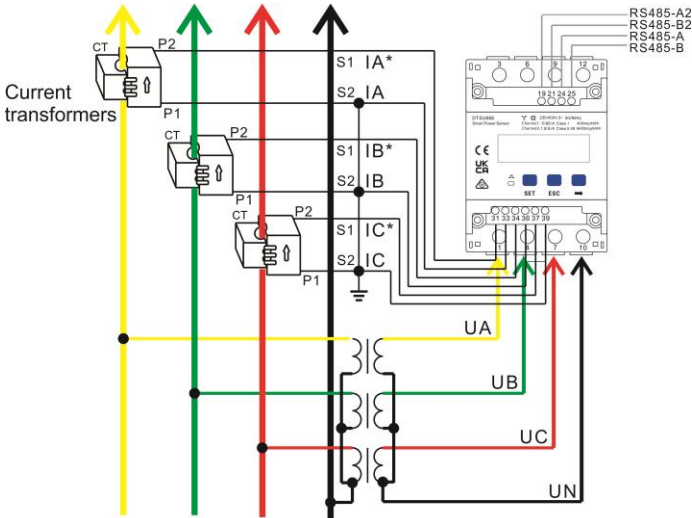 RS485-A2
RS485-B2
RS485-A
RS485-B
CT
P2
S1 IA*
Current
transformers
P1
S2 IA
3 6 9 12
19 21 24 25
CT
P2
S1 IB*
P1
S2 IB
CE
UK
CA
SET ESC
CT
P2
S1 IC*
P1
S2 IC
31 33 34 36 37 39
1 4 7 10
UA
UB
UC
UN